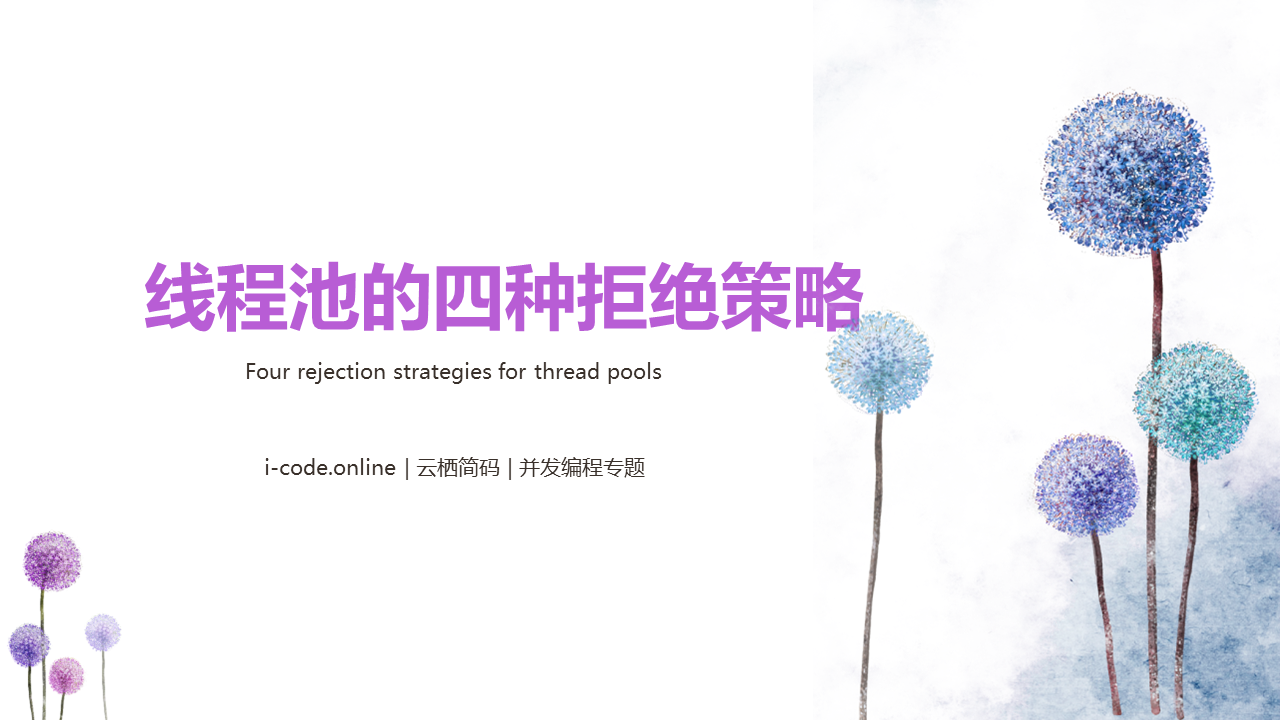 线程池的四种拒绝策略
Four rejection strategies for thread pools
i-code.online | 云栖简码 | 并发编程专题